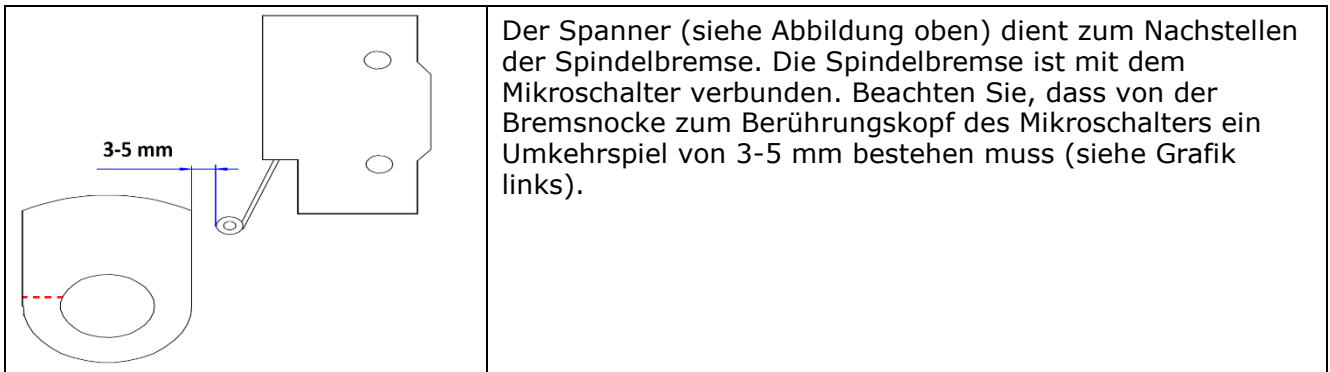 3-5 mm
Der Spanner (siehe Abbildung oben) dient zum Nachstellen
der Spindelbremse. Die Spindelbremse ist mit dem
Mikroschalter verbunden. Beachten Sie, dass von der
Bremsnocke zum Berührungskopf des Mikroschalters ein
Umkehrspiel von 3-5 mm bestehen muss (siehe Grafik
links).